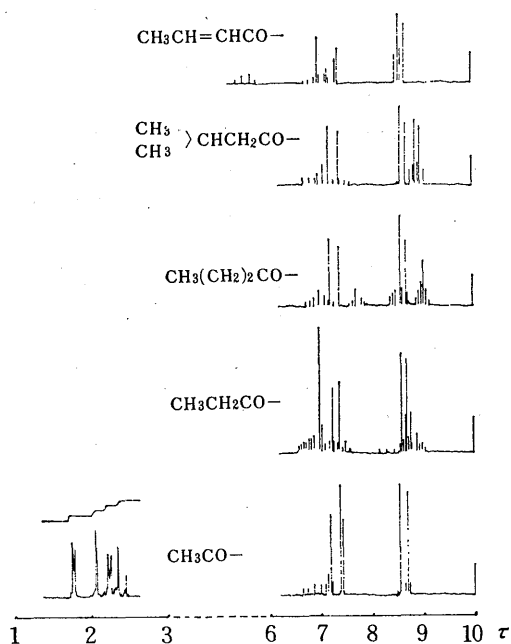 CH₃CH=CHCO—
CH₃
CH₃ 〉CHCH₂CO—
CH₃(CH₂)₂CO—
CH₃CH₂CO—
CH₃CO—
1 2 3 6 7 8 9 10 τ